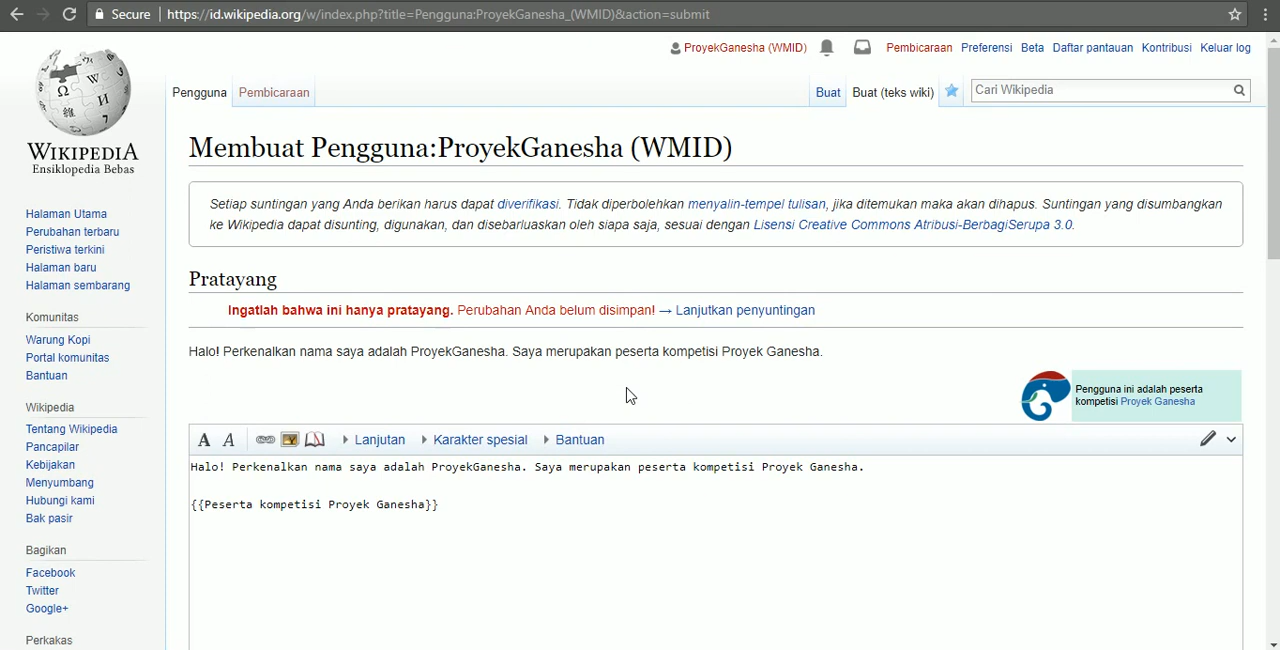 Secure
https://id.wikipedia.org/w/index.php?title=Pengguna:ProyekGanesha_(WMID)&action=submit
ProyekGanesha (WMID)
Pembicaraan
Preferensi
Beta
Daftar pantauan
Kontribusi
Keluar log
Pengguna
Pembicaraan
Buat
Buat (teks wiki)
Cari Wikipedia
WIKIPEDIA
Ensiklopedia Bebas
Halaman Utama
Perubahan terbaru
Peristiwa terkini
Halaman baru
Halaman sembarang
Komunitas
Warung Kopi
Portal komunitas
Bantuan
Wikipedia
Tentang Wikipedia
Pancapilar
Kebijakan
Menyumbang
Hubungi kami
Bak pasir
Bagikan
Facebook
Twitter
Google+
Perkakas
Membuat Pengguna:ProyekGanesha (WMID)
Setiap suntingan yang Anda berikan harus dapat diverifikasi. Tidak diperbolehkan menyalin-tempel tulisan, jika ditemukan maka akan dihapus. Suntingan yang disumbangkan
ke Wikipedia dapat disunting, digunakan, dan disebarluaskan oleh siapa saja, sesuai dengan Lisensi Creative Commons Atribusi-BerbagiSerupa 3.0.
Pratayang
Ingatlah bahwa ini hanya pratayang. Perubahan Anda belum disimpan! → Lanjutkan penyuntingan
Halo! Perkenalkan nama saya adalah ProyekGanesha. Saya merupakan peserta kompetisi Proyek Ganesha.
Pengguna ini adalah peserta
kompetisi Proyek Ganesha
A A Lanjutan Karakter spesial Bantuan
Halo! Perkenalkan nama saya adalah ProyekGanesha. Saya merupakan peserta kompetisi Proyek Ganesha.
{{Peserta kompetisi Proyek Ganesha}}